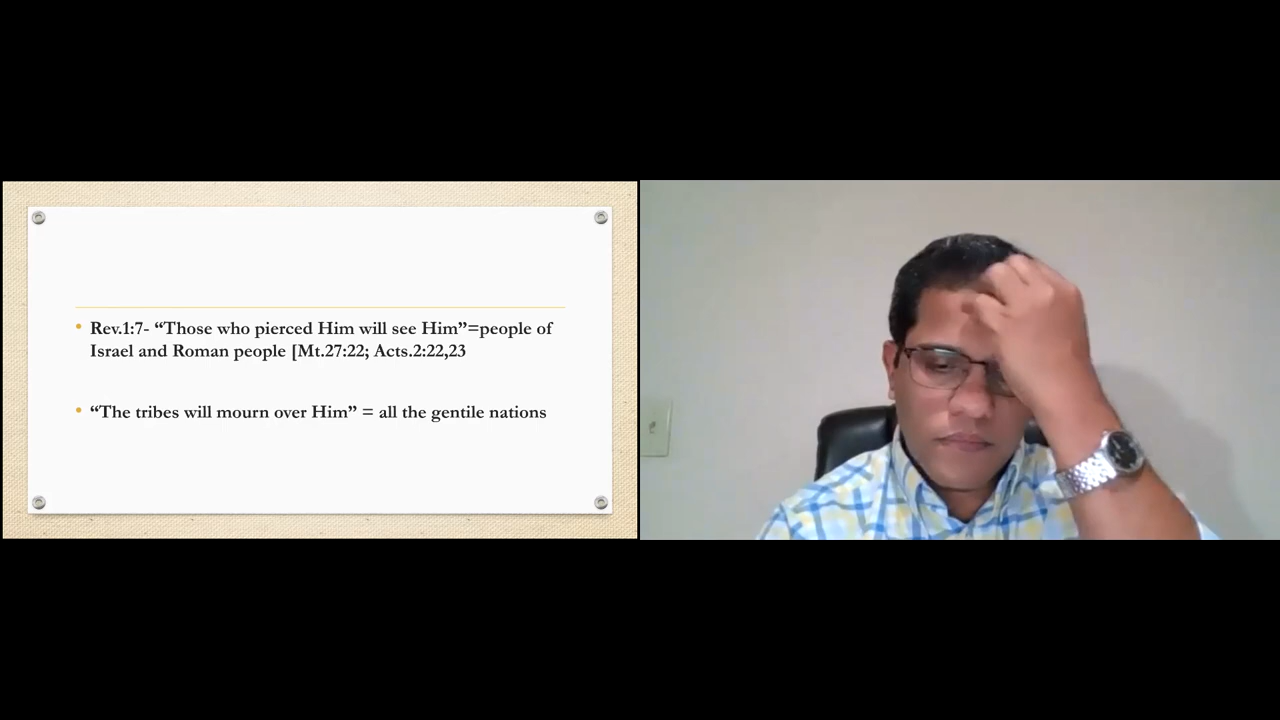 Rev.1:7- “Those who pierced Him will see Him”=people of
Israel and Roman people [Mt.27:22; Acts.2:22,23
“The tribes will mourn over Him” = all the gentile nations